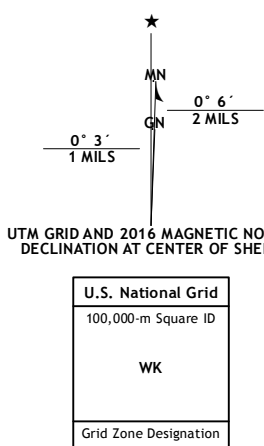 ★
MN
0° 6´
2 MILS
GN
0° 3´
1 MILS
UTM GRID AND 2016 MAGNETIC NO
DECLINATION AT CENTER OF SHE
U.S. National Grid
100,000-m Square ID
WK
Grid Zone Designation